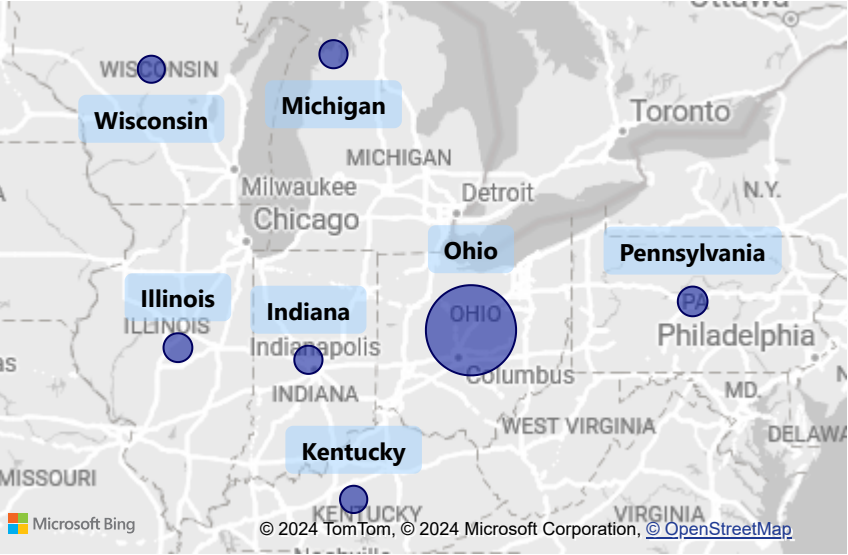 Ottawa
WISCONSIN
Wisconsin
Michigan
Toronto
MICHIGAN
Milwaukee
Detroit
N.Y.
Chicago
Ohio
Pennsylvania
Illinois
Indiana
OHIO
PA
ILLINOIS
Indianapolis
Philadelphia
Columbus
INDIANA
MD.
WEST VIRGINIA
DELAWA
Kentucky
MISSOURI
KENTUCKY
VIRGINIA
Microsoft Bing
© 2024 TomTom, © 2024 Microsoft Corporation, © OpenStreetMap
Nashville